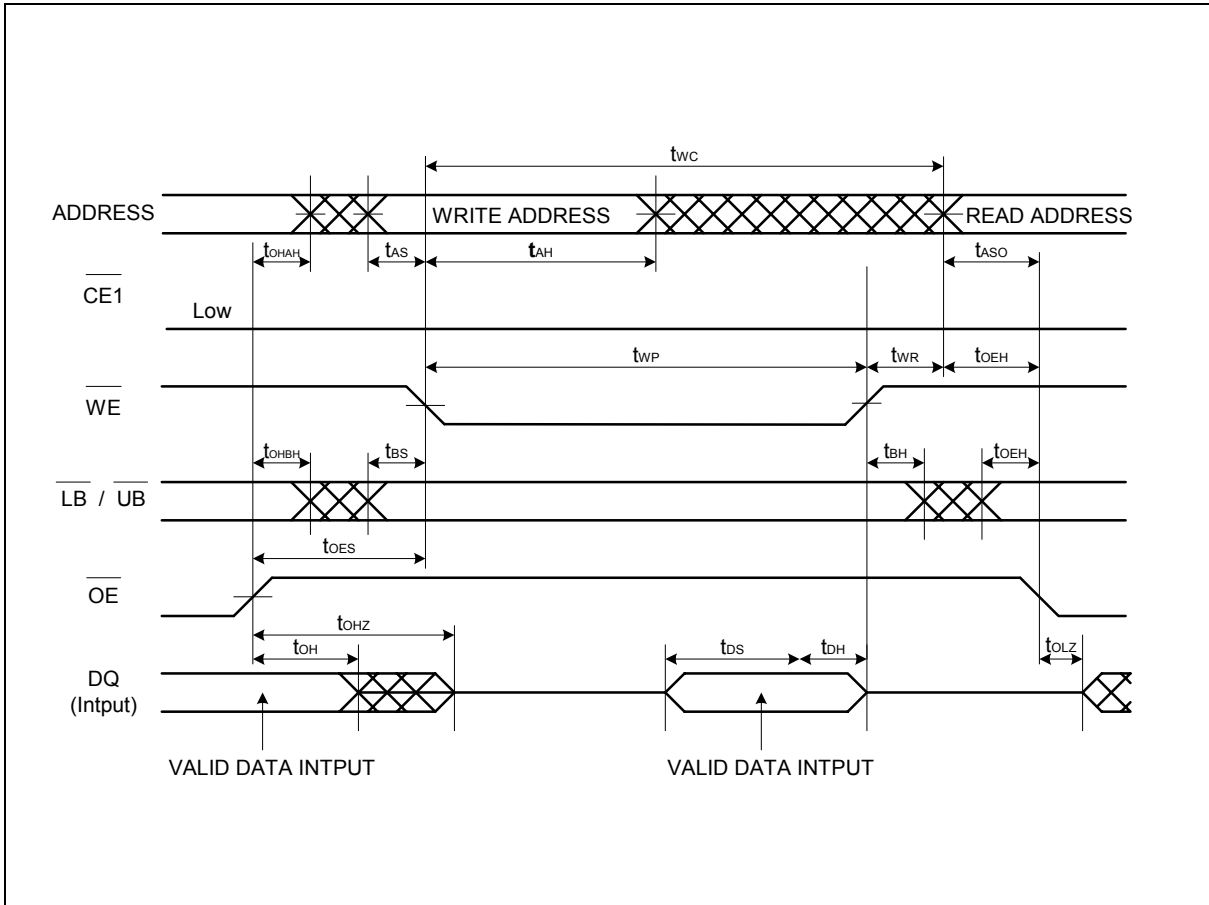 tWC
ADDRESS
WRITE ADDRESS
READ ADDRESS
tOHAH
tAS
tAH
tASO
CE1
Low
tWP
tWR
tOEH
WE
tOHBH
tBS
tBH
tOEH
LB / UB
tOES
OE
tOHZ
tOH
tDS
tDH
tOLZ
DQ
(Intput)
VALID DATA INTPUT
VALID DATA INTPUT